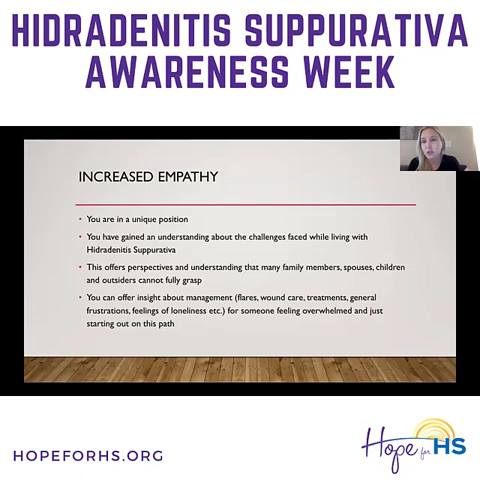 HIDRADENITIS SUPPURATIVA
AWARENESS WEEK
INCREASED EMPATHY
• You are in a unique position
• You have gained an understanding about the challenges faced while living with
Hidradenitis Suppurativa
• This offers perspectives and understanding that many family members, spouses, children
and outsiders cannot fully grasp
• You can offer insight about management (flares, wound care, treatments, general
frustrations, feelings of loneliness etc.) for someone feeling overwhelmed and just
starting out on this path
HOPEFORHS.ORG
Hope for HS